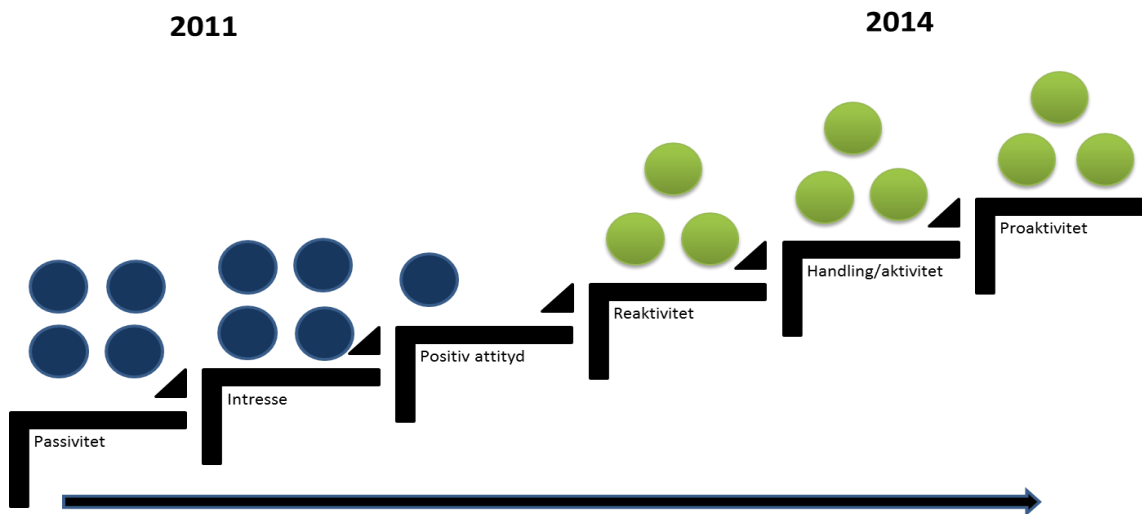 2011
2014
Passivitet
Intresse
Positiv attityd
Reaktivitet
Handling/aktivitet
Proaktivitet